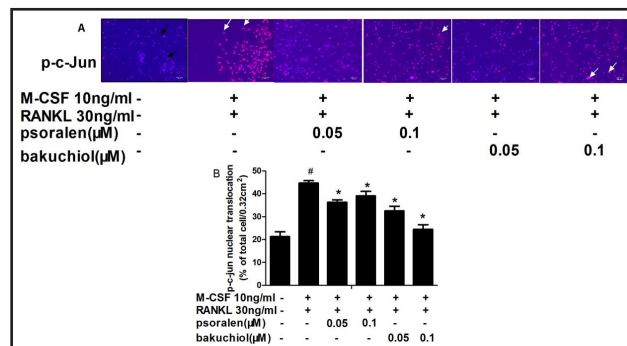 A
p-c-Jun
M-CSF 10ng/ml - + + + + +
RANKL 30ng/ml - + + + + +
psoralen(µM) - - 0.05 0.1 - -
bakuchiol(µM) - - - - 0.05 0.1
B
p-c-jun nuclear translocation
(% of total cell/0.32cm²)
50
40
30
20
10
0
# * * * *
M-CSF 10ng/ml - + + + + +
RANKL 30ng/ml - + + + + +
psoralen(µM) - - 0.05 0.1 - -
bakuchiol(µM) - - - - 0.05 0.1